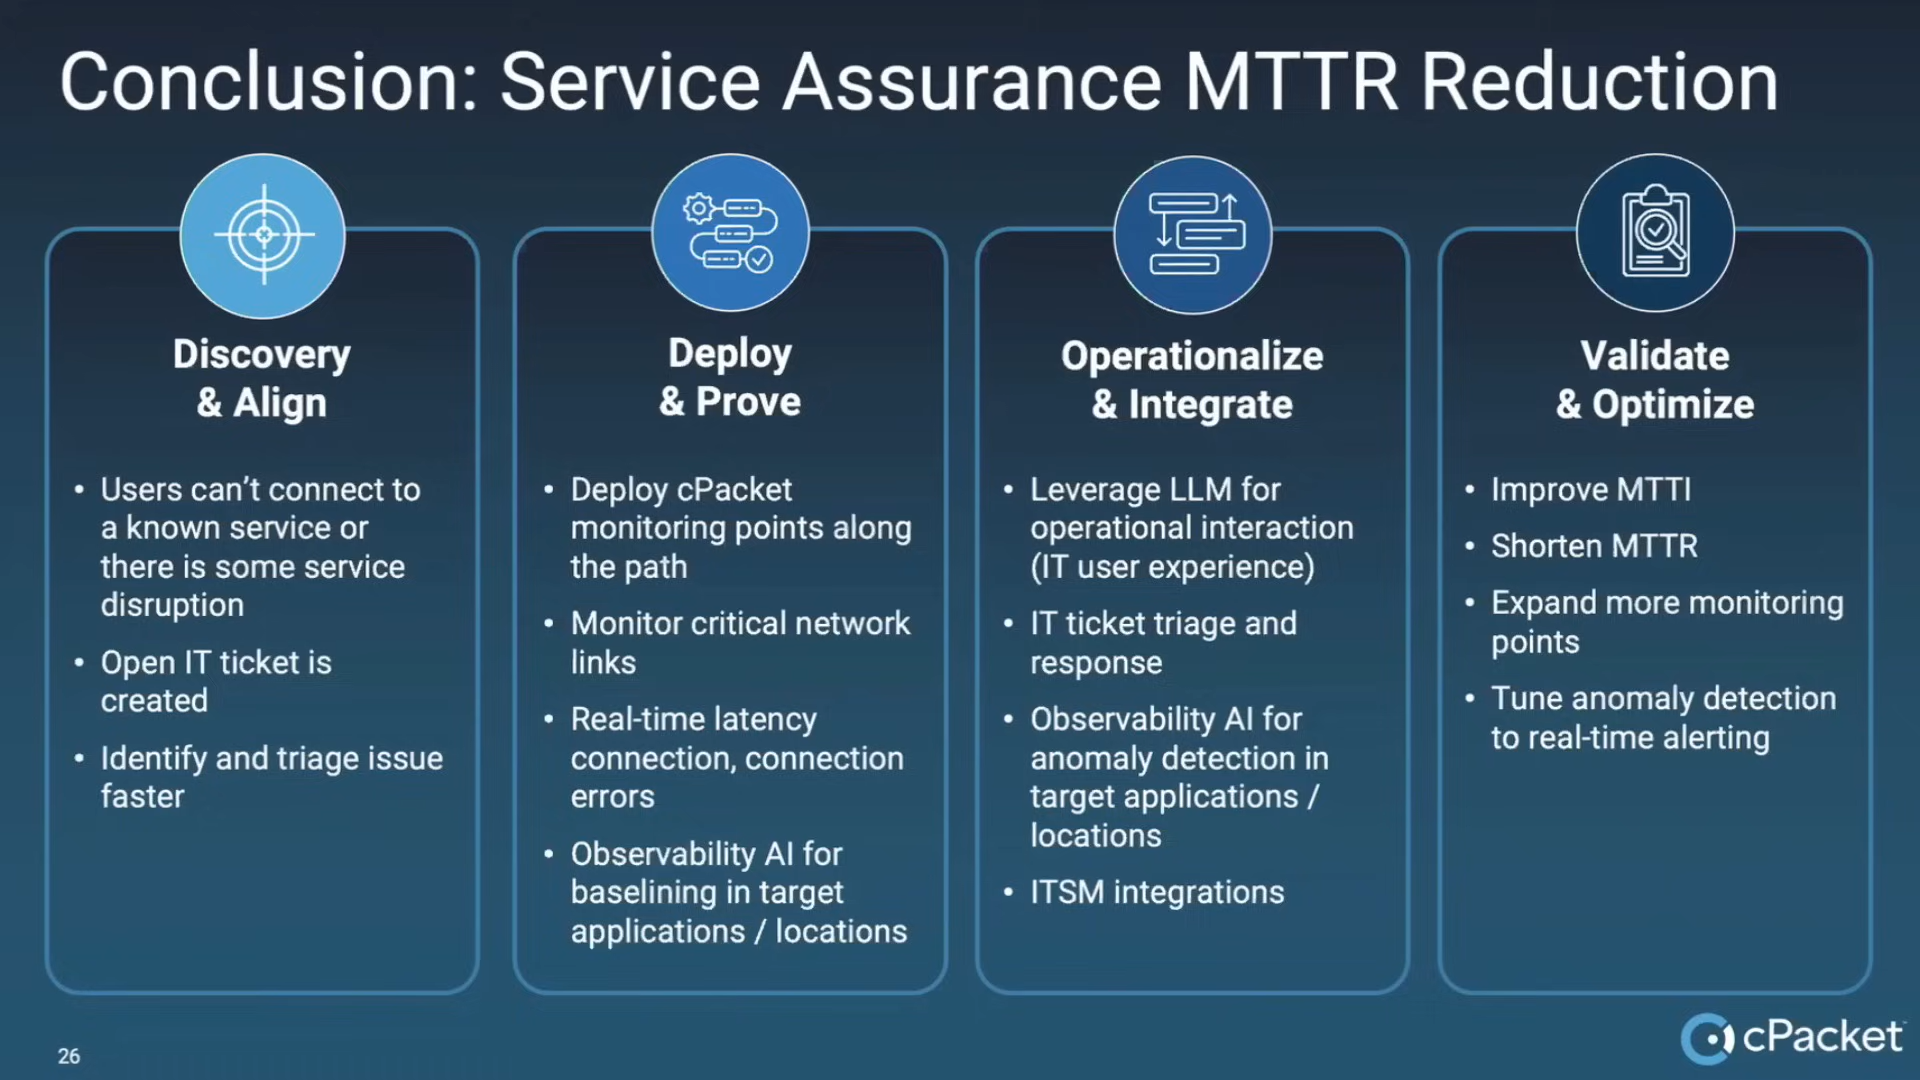 Conclusion: Service Assurance MTTR Reduction
Discovery
& Align
• Users can’t connect to
a known service or
there is some service
disruption
• Open IT ticket is
created
• Identify and triage issue
faster
Deploy
& Prove
• Deploy cPacket
monitoring points along
the path
• Monitor critical network
links
• Real-time latency
connection, connection
errors
• Observability AI for
baselining in target
applications / locations
Operationalize
& Integrate
• Leverage LLM for
operational interaction
(IT user experience)
• IT ticket triage and
response
• Observability AI for
anomaly detection in
target applications /
locations
• ITSM integrations
Validate
& Optimize
• Improve MTTI
• Shorten MTTR
• Expand more monitoring
points
• Tune anomaly detection
to real-time alerting
26
cPacket